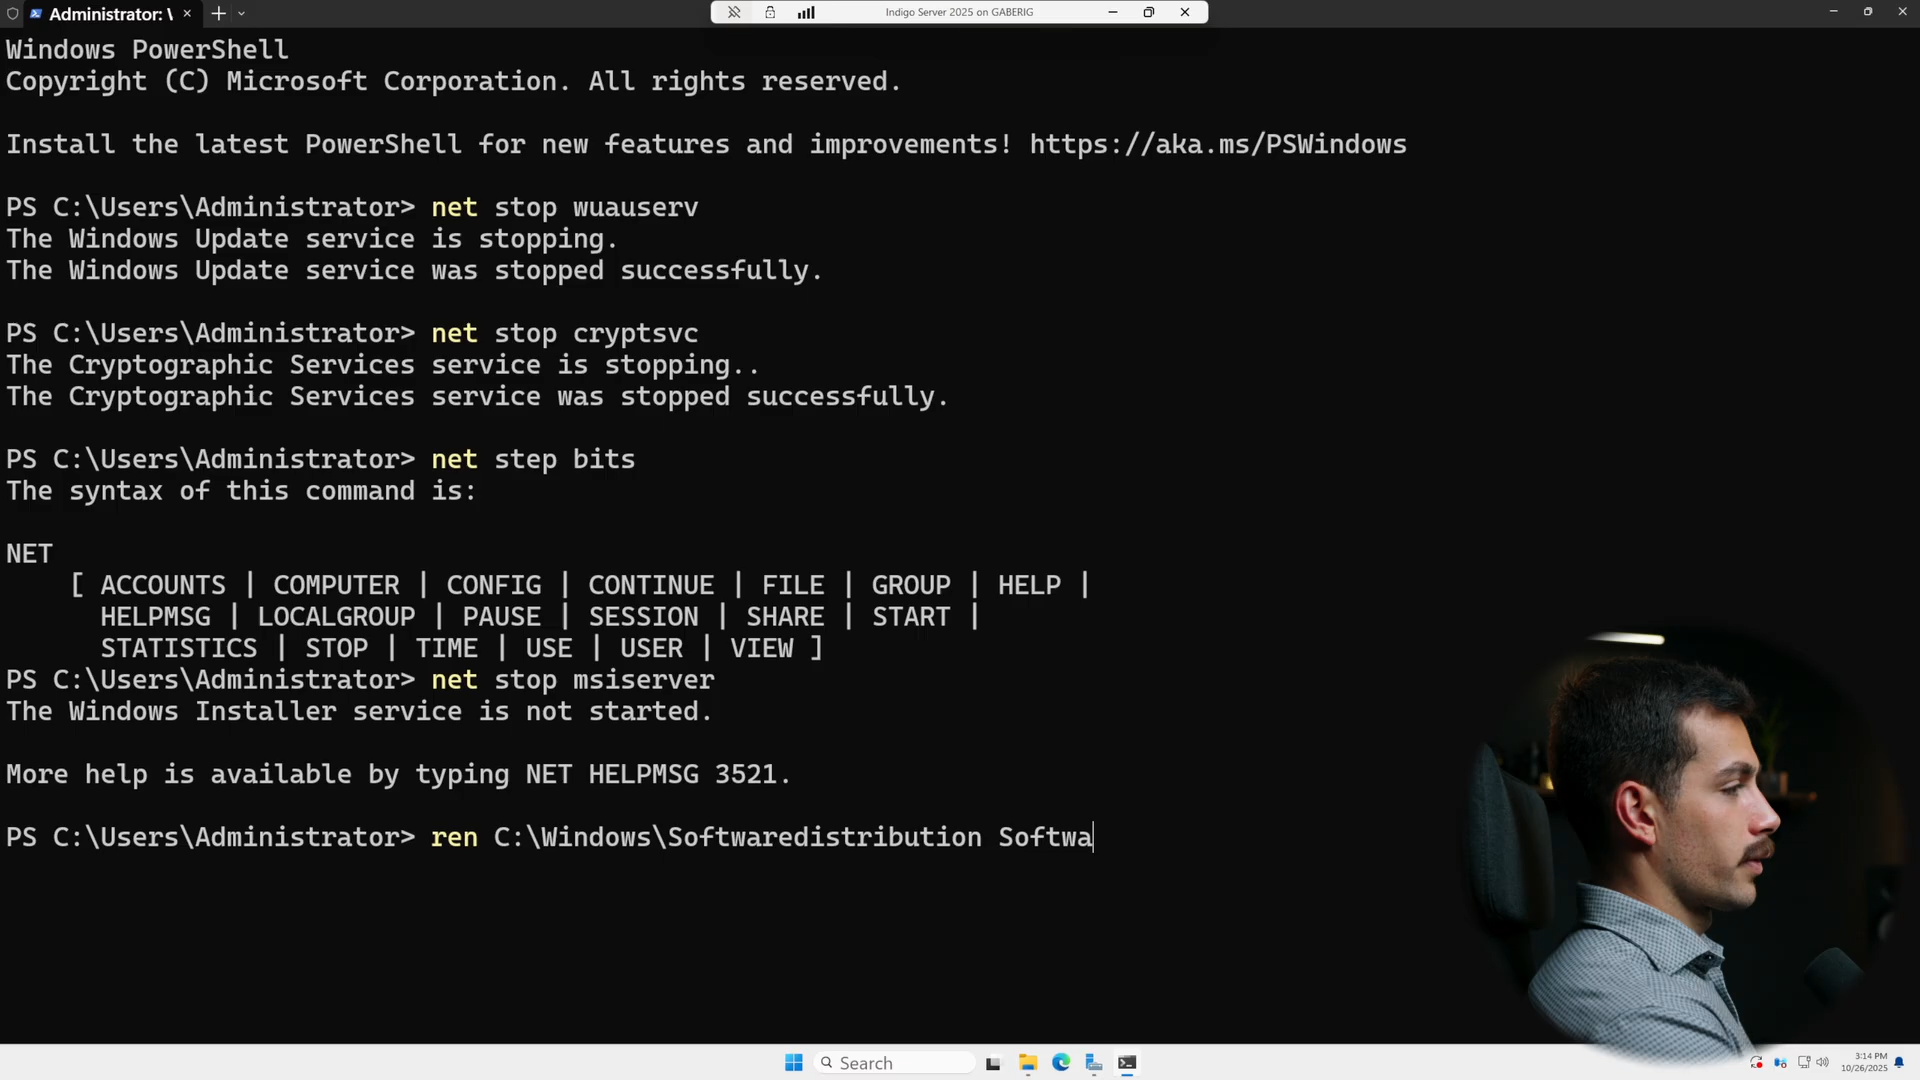 Administrator: \
Indigo Server 2025 on GABERIG
Windows PowerShell
Copyright (C) Microsoft Corporation. All rights reserved.
Install the latest PowerShell for new features and improvements! https://aka.ms/PSWindows
PS C:\Users\Administrator> net stop wuauserv
The Windows Update service is stopping.
The Windows Update service was stopped successfully.
PS C:\Users\Administrator> net stop cryptsvc
The Cryptographic Services service is stopping..
The Cryptographic Services service was stopped successfully.
PS C:\Users\Administrator> net step bits
The syntax of this command is:
NET
[ ACCOUNTS | COMPUTER | CONFIG | CONTINUE | FILE | GROUP | HELP |
HELPMSG | LOCALGROUP | PAUSE | SESSION | SHARE | START |
STATISTICS | STOP | TIME | USE | USER | VIEW ]
PS C:\Users\Administrator> net stop msiserver
The Windows Installer service is not started.
More help is available by typing NET HELPMSG 3521.
PS C:\Users\Administrator> ren C:\Windows\Softwaredistribution Softwa
Search
3:14 PM
10/26/2025